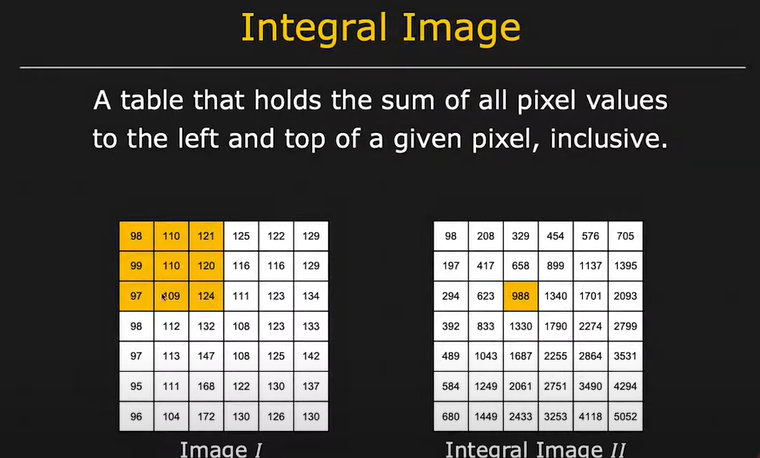 Integral Image
A table that holds the sum of all pixel values
to the left and top of a given pixel, inclusive.
98 110 121 125 122 129
99 110 120 116 116 129
97 109 124 111 123 134
98 112 132 108 123 133
97 113 147 108 125 142
95 111 168 122 130 137
96 104 172 130 126 130
Image I
98 208 329 454 576 705
197 417 658 899 1137 1395
294 623 988 1340 1701 2093
392 833 1330 1790 2274 2799
489 1043 1687 2255 2864 3531
584 1249 2061 2751 3490 4294
680 1449 2433 3253 4118 5052
Integral Image II